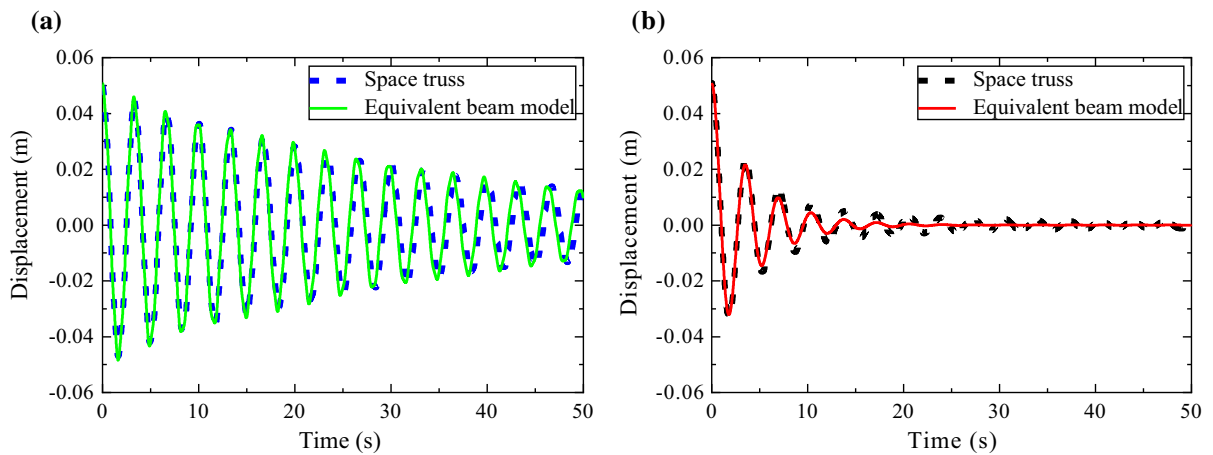 (a)
0.06
0.04
0.02
0.00
-0.02
-0.04
-0.06
Displacement (m)
Space truss
Equivalent beam model
0 10 20 30 40 50
Time (s)
(b)
0.06
0.04
0.02
0.00
-0.02
-0.04
-0.06
Displacement (m)
Space truss
Equivalent beam model
0 10 20 30 40 50
Time (s)